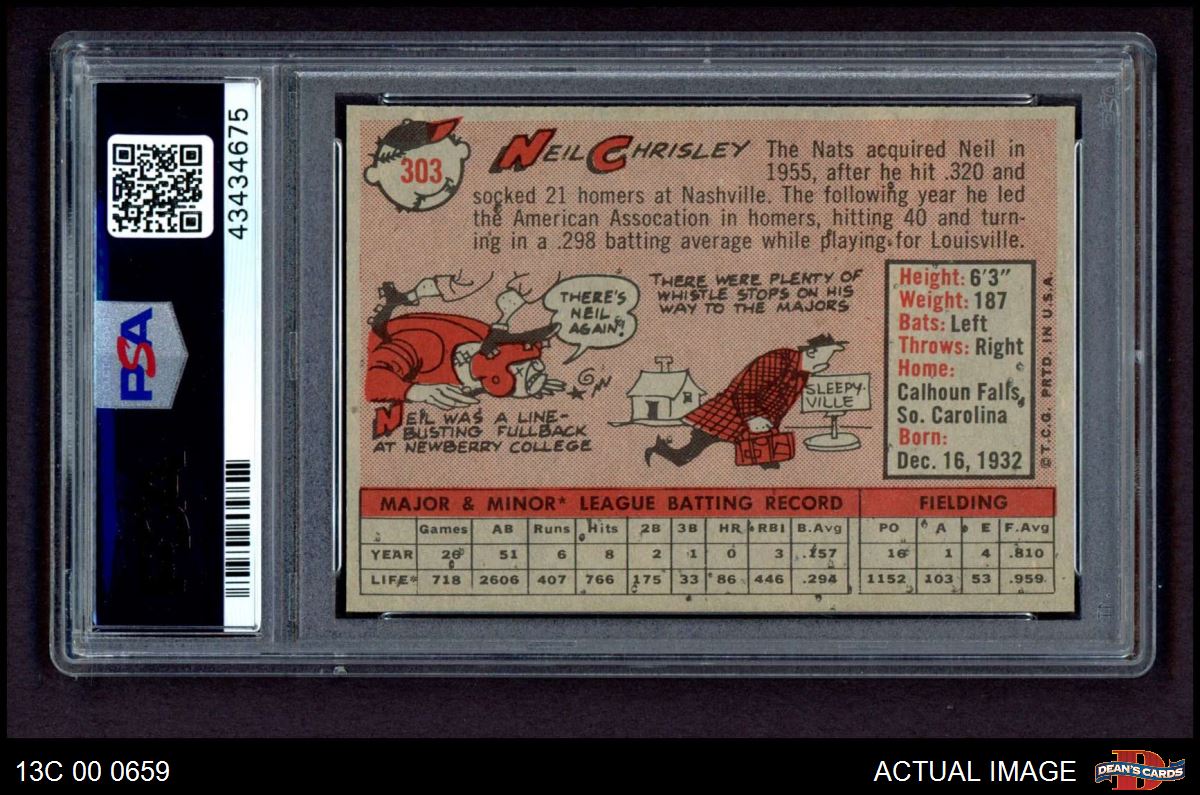 PSA
43434675
303
NEIL CHRISLEY The Nats acquired Neil in
1955, after he hit .320 and
socked 21 homers at Nashville. The following year he led
the American Assocation in homers, hitting 40 and turn-
ing in a .298 batting average while playing for Louisville.
THERE'S
NEIL
AGAIN!
NEIL WAS A LINE-
BUSTING FULLBACK
AT NEWBERRY COLLEGE
THERE WERE PLENTY OF
WHISTLE STOPS ON HIS
WAY TO THE MAJORS
SLEEPY-
VILLE
Height: 6'3"
Weight: 187
Bats: Left
Throws: Right
Home:
Calhoun Falls,
So. Carolina
Born:
Dec. 16, 1932
© T.C.G. PRTD. IN U.S.A.
MAJOR & MINOR* LEAGUE BATTING RECORD FIELDING
Games AB Runs Hits 2B 3B HR RBI B.Avg PO A E F.Avg
YEAR 26 51 6 8 2 1 0 3 .157 16 1 4 .810
LIFE* 718 2606 407 766 175 33 86 446 .294 1152 103 53 .959
13C 00 0659
ACTUAL IMAGE
DEAN'S CARDS